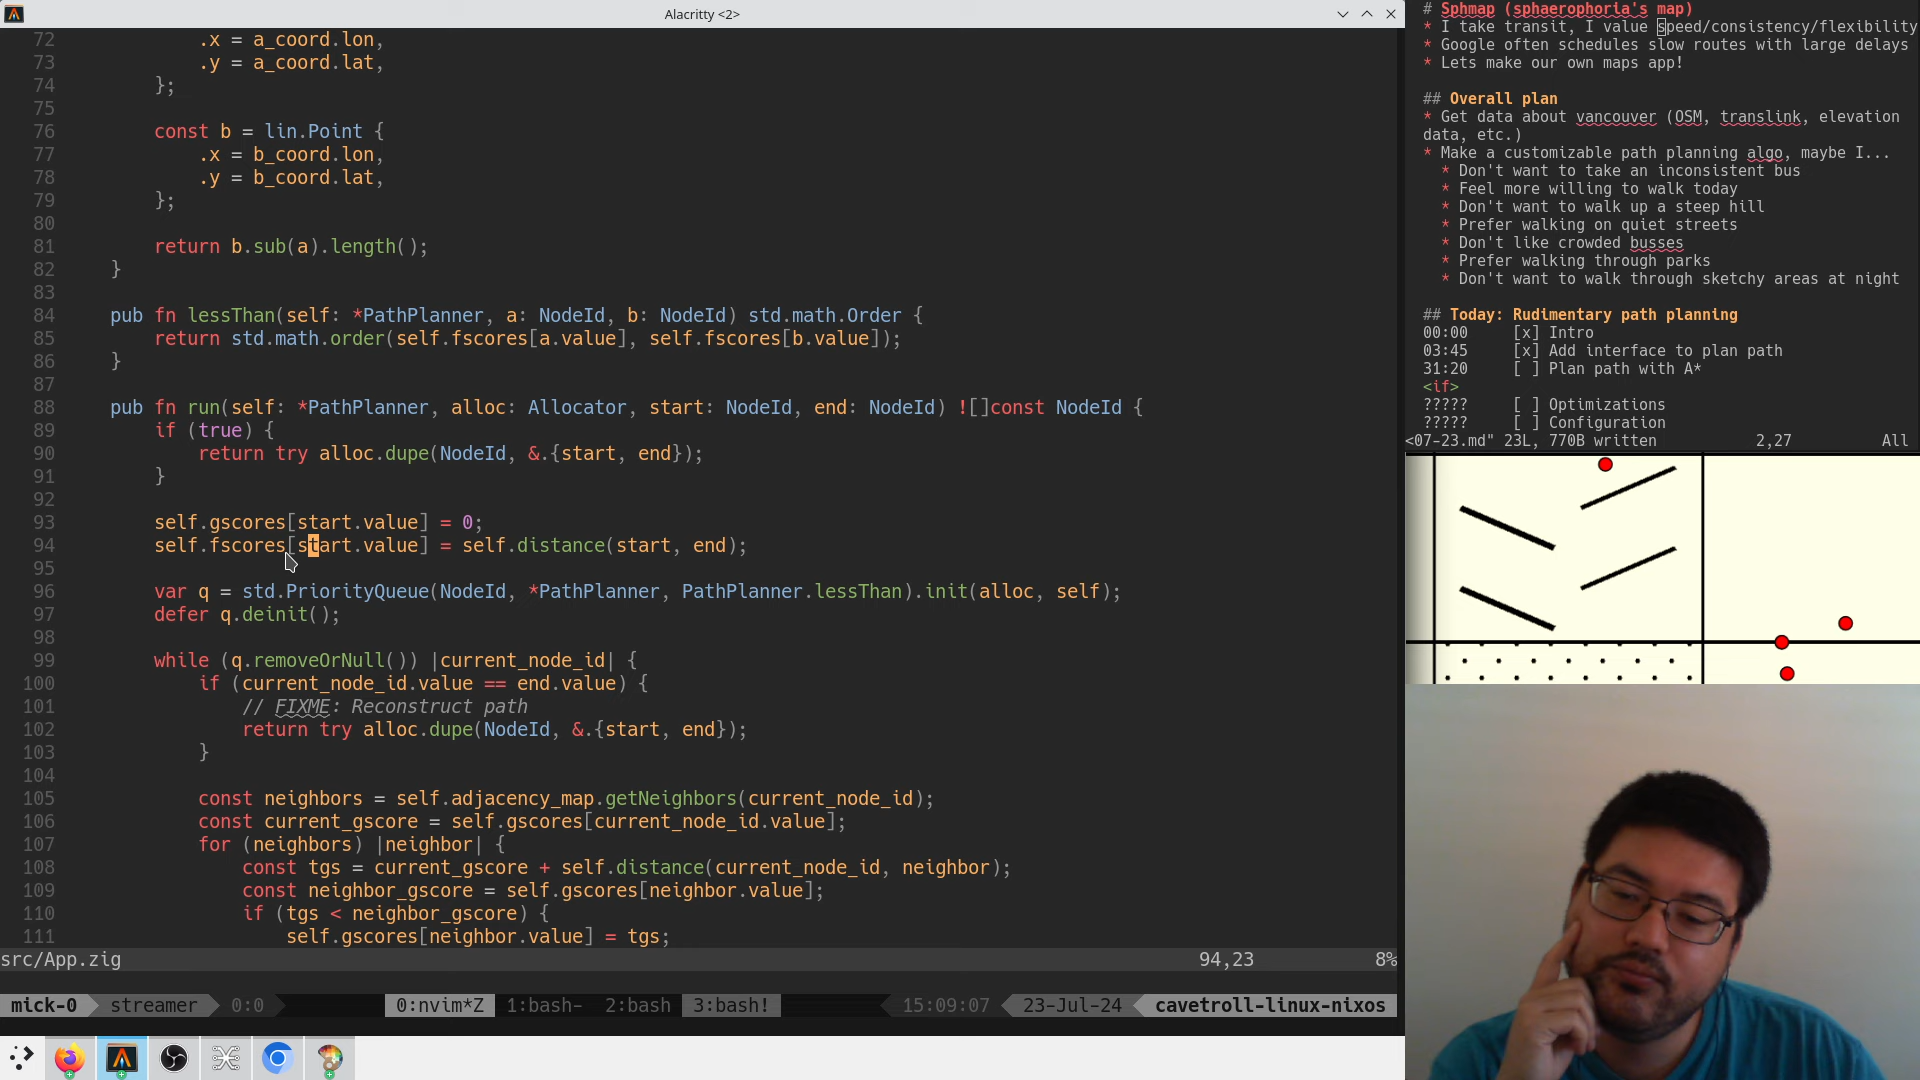 Alacritty <2>
72 .x = a_coord.lon,
73 .y = a_coord.lat,
74 };
75
76 const b = lin.Point {
77 .x = b_coord.lon,
78 .y = b_coord.lat,
79 };
80
81 return b.sub(a).length();
82 }
83
84 pub fn lessThan(self: *PathPlanner, a: NodeId, b: NodeId) std.math.Order {
85 return std.math.order(self.fscores[a.value], self.fscores[b.value]);
86 }
87
88 pub fn run(self: *PathPlanner, alloc: Allocator, start: NodeId, end: NodeId) ![]const NodeId {
89 if (true) {
90 return try alloc.dupe(NodeId, &.{start, end});
91 }
92
93 self.gscores[start.value] = 0;
94 self.fscores[start.value] = self.distance(start, end);
95
96 var q = std.PriorityQueue(NodeId, *PathPlanner, PathPlanner.lessThan).init(alloc, self);
97 defer q.deinit();
98
99 while (q.removeOrNull()) |current_node_id| {
100 if (current_node_id.value == end.value) {
101 // FIXME: Reconstruct path
102 return try alloc.dupe(NodeId, &.{start, end});
103 }
104
105 const neighbors = self.adjacency_map.getNeighbors(current_node_id);
106 const current_gscore = self.gscores[current_node_id.value];
107 for (neighbors) |neighbor| {
108 const tgs = current_gscore + self.distance(current_node_id, neighbor);
109 const neighbor_gscore = self.gscores[neighbor.value];
110 if (tgs < neighbor_gscore) {
111 self.gscores[neighbor.value] = tgs;
src/App.zig 94,23 8%
mick-0 streamer 0:0 0:nvim*Z 1:bash- 2:bash 3:bash! 15:09:07 23-Jul-24 cavetroll-linux-nixos
# Sphmap (sphaerophoria's map)
* I take transit, I value speed/consistency/flexibility
* Google often schedules slow routes with large delays
* Lets make our own maps app!
## Overall plan
* Get data about vancouver (OSM, translink, elevation
data, etc.)
* Make a customizable path planning algo, maybe I...
* Don't want to take an inconsistent bus
* Feel more willing to walk today
* Don't want to walk up a steep hill
* Prefer walking on quiet streets
* Don't like crowded busses
* Prefer walking through parks
* Don't want to walk through sketchy areas at night
## Today: Rudimentary path planning
00:00 [x] Intro
03:45 [x] Add interface to plan path
31:20 [ ] Plan path with A*
<if>
????? [ ] Optimizations
????? [ ] Configuration
<07-23.md" 23L, 770B written 2,27 All